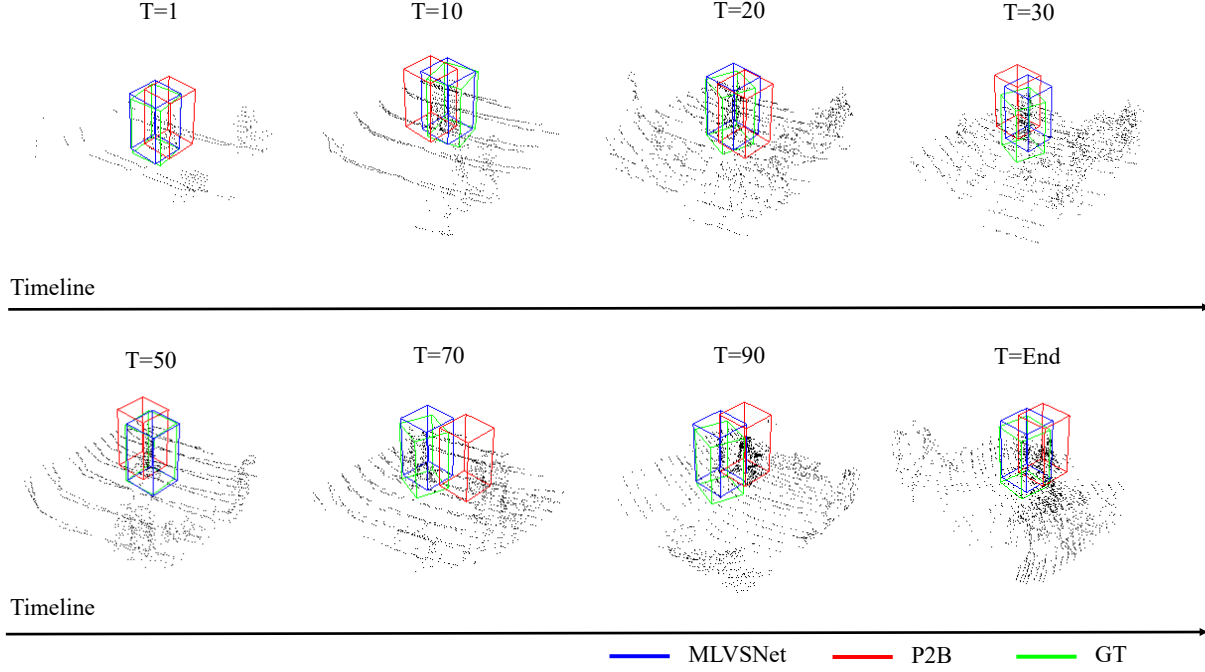 T=1
T=10
T=20
T=30
Timeline
T=50
T=70
T=90
T=End
Timeline
MLVSNet
P2B
GT